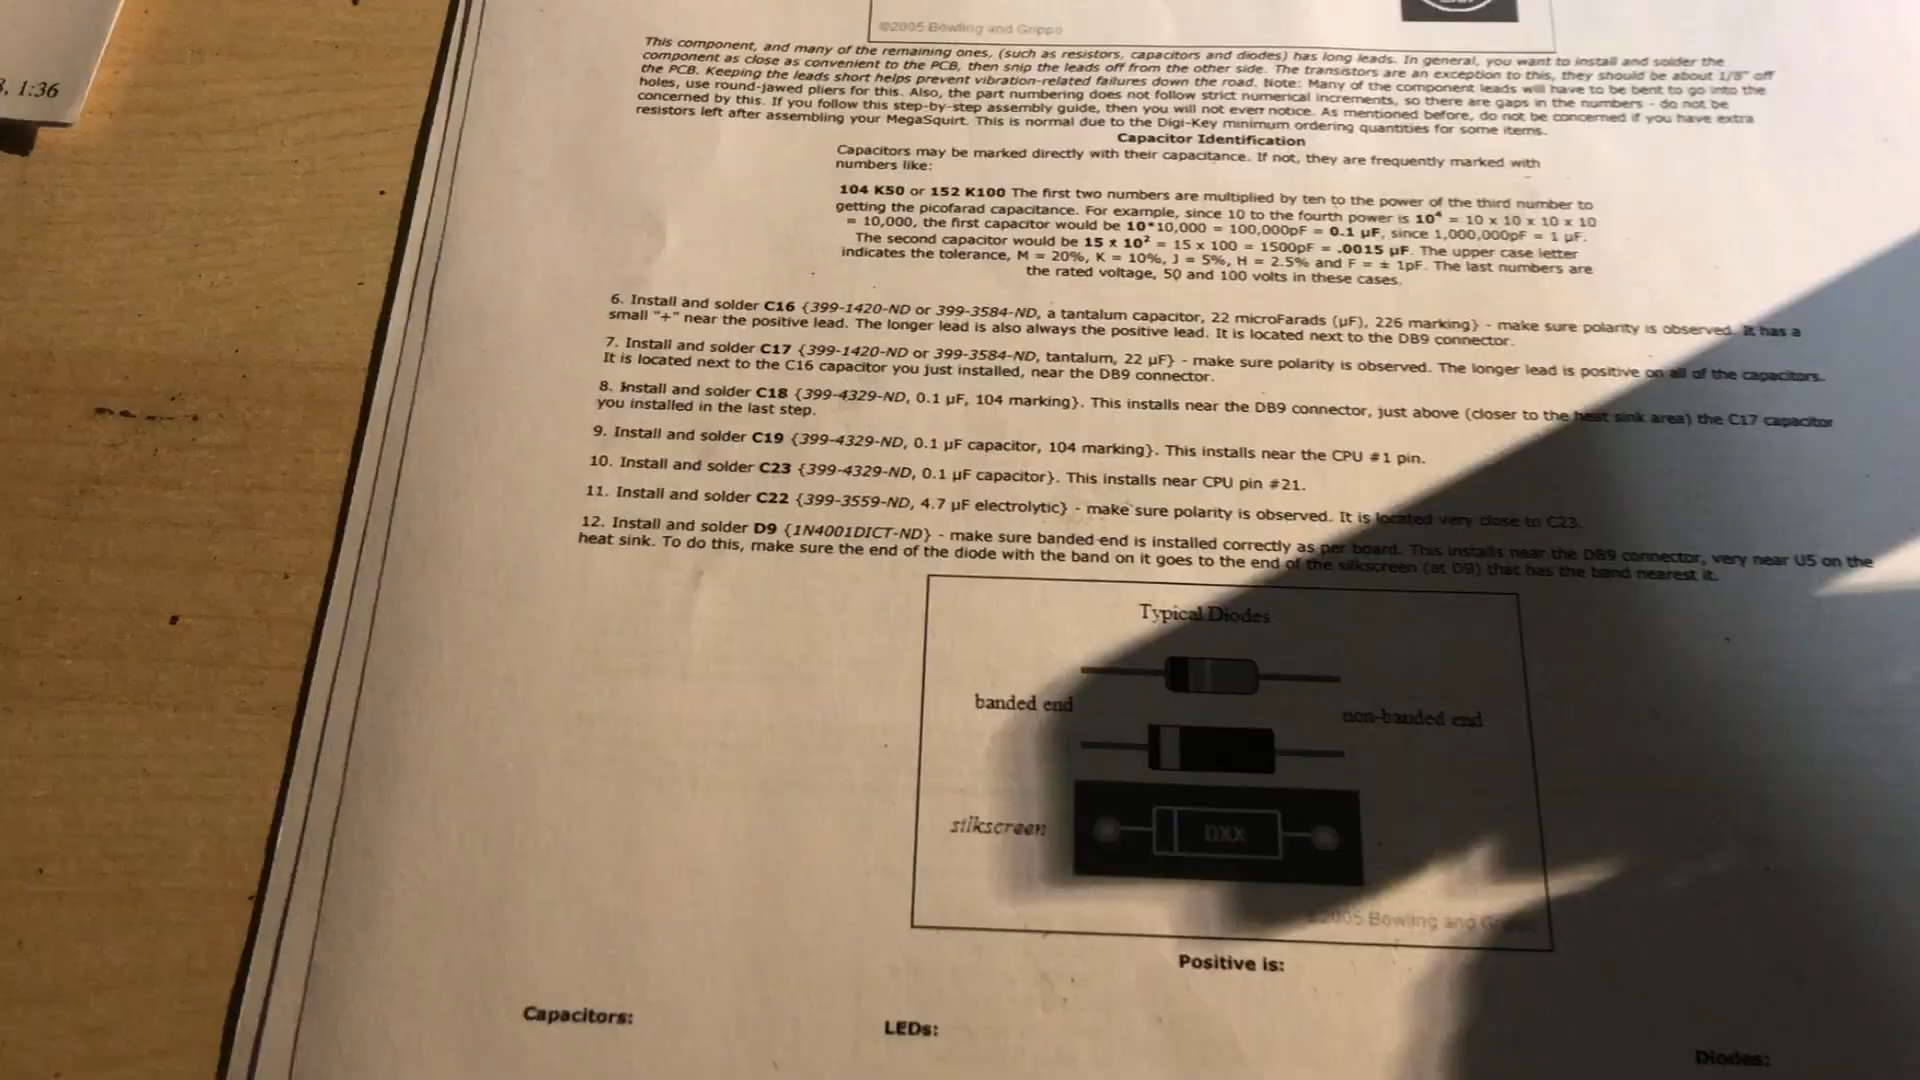 3, 1:36
©2005 Bowling and Grippo
This component, and many of the remaining ones, (such as resistors, capacitors and diodes) has long leads. In general, you want to install and solder the
component as close as convenient to the PCB, then snip the leads off from the other side. The transistors are an exception to this, they should be about 1/8" off
the PCB. Keeping the leads short helps prevent vibration-related failures down the road. Note: Many of the component leads will have to be bent to go into the
holes, use round-jawed pliers for this. Also, the part numbering does not follow strict numerical increments, so there are gaps in the numbers - do not be
concerned by this. If you follow this step-by-step assembly guide, then you will not even notice. As mentioned before, do not be concerned if you have extra
resistors left after assembling your MegaSquirt. This is normal due to the Digi-Key minimum ordering quantities for some items.
Capacitor Identification
Capacitors may be marked directly with their capacitance. If not, they are frequently marked with
numbers like:
104 K50 or 152 K100 The first two numbers are multiplied by ten to the power of the third number to
getting the picofarad capacitance. For example, since 10 to the fourth power is 10⁴ = 10 x 10 x 10 x 10
= 10,000, the first capacitor would be 10*10,000 = 100,000pF = 0.1 µF, since 1,000,000pF = 1 µF.
The second capacitor would be 15 x 10² = 15 x 100 = 1500pF = .0015 µF. The upper case letter
indicates the tolerance, M = 20%, K = 10%, J = 5%, H = 2.5% and F = ± 1pF. The last numbers are
the rated voltage, 50 and 100 volts in these cases.
6. Install and solder C16 {399-1420-ND or 399-3584-ND, a tantalum capacitor, 22 microFarads (µF), 226 marking} - make sure polarity is observed. It has a
small "+" near the positive lead. The longer lead is also always the positive lead. It is located next to the DB9 connector.
7. Install and solder C17 {399-1420-ND or 399-3584-ND, tantalum, 22 µF} - make sure polarity is observed. The longer lead is positive on all of the capacitors.
It is located next to the C16 capacitor you just installed, near the DB9 connector.
8. Install and solder C18 {399-4329-ND, 0.1 µF, 104 marking}. This installs near the DB9 connector, just above (closer to the heat sink area) the C17 capacitor
you installed in the last step.
9. Install and solder C19 {399-4329-ND, 0.1 µF capacitor, 104 marking}. This installs near the CPU #1 pin.
10. Install and solder C23 {399-4329-ND, 0.1 µF capacitor}. This installs near CPU pin #21.
11. Install and solder C22 {399-3559-ND, 4.7 µF electrolytic} - make sure polarity is observed. It is located very close to C23.
12. Install and solder D9 {1N4001DICT-ND} - make sure banded end is installed correctly as per board. This installs near the DB9 connector, very near U5 on the
heat sink. To do this, make sure the end of the diode with the band on it goes to the end of the silkscreen (at D9) that has the band nearest it.
Typical Diodes
banded end
non-banded end
silkscreen
DXX
2005 Bowling and Grippo
Positive is:
Capacitors:
LEDs:
Diodes: